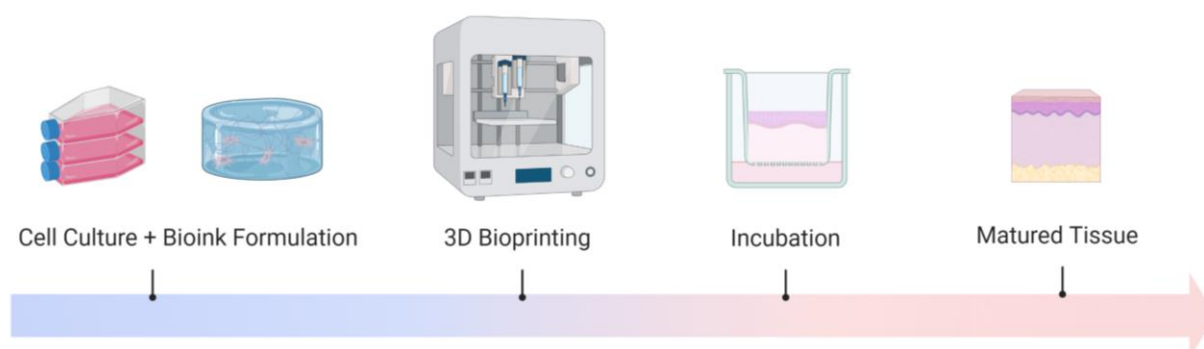 Cell Culture + Bioink Formulation
3D Bioprinting
Incubation
Matured Tissue